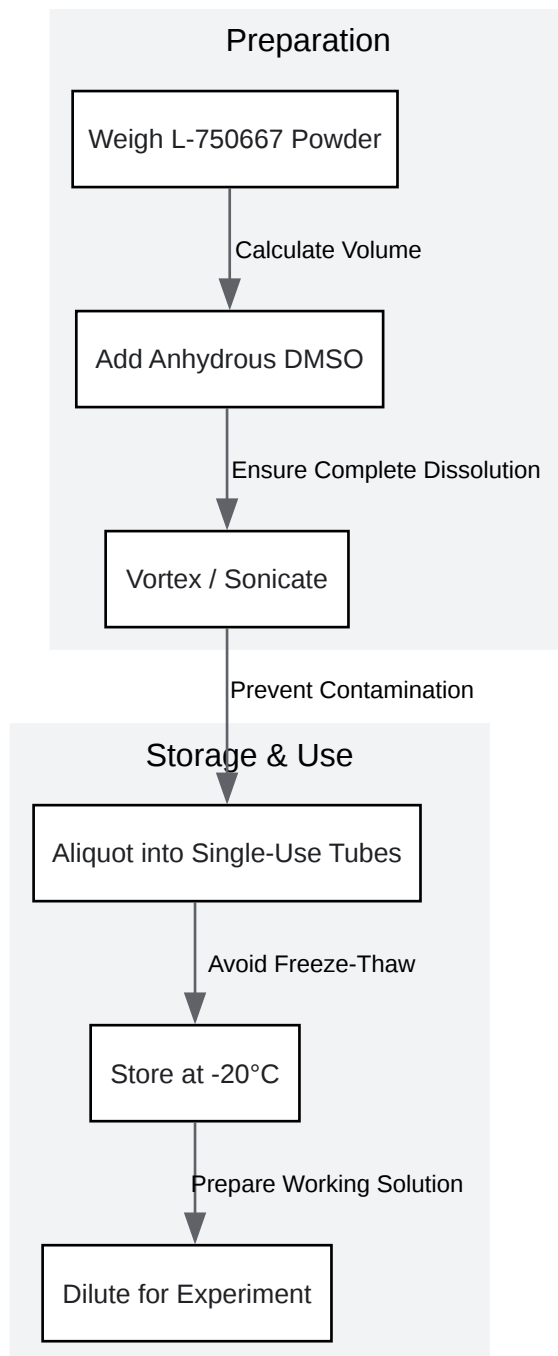 Preparation
Weigh L-750667 Powder
Calculate Volume
Add Anhydrous DMSO
Ensure Complete Dissolution
Vortex / Sonicate
Prevent Contamination
Storage & Use
Aliquot into Single-Use Tubes
Avoid Freeze-Thaw
Store at -20°C
Prepare Working Solution
Dilute for Experiment